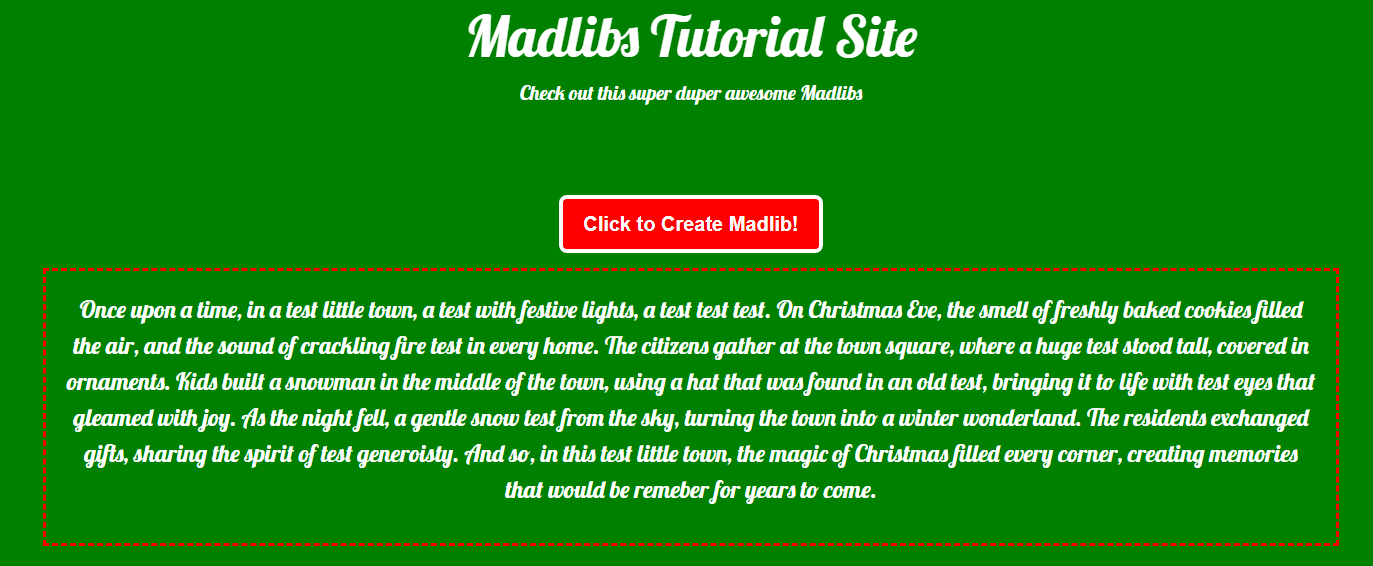 Madlibs Tutorial Site
Check out this super duper awesome Madlibs
Click to Create Madlib!
Once upon a time, in a test little town, a test with festive lights, a test test test. On Christmas Eve, the smell of freshly baked cookies filled
the air, and the sound of crackling fire test in every home. The citizens gather at the town square, where a huge test stood tall, covered in
ornaments. Kids built a snowman in the middle of the town, using a hat that was found in an old test, bringing it to life with test eyes that
gleamed with joy. As the night fell, a gentle snow test from the sky, turning the town into a winter wonderland. The residents exchanged
gifts, sharing the spirit of test generoisty. And so, in this test little town, the magic of Christmas filled every corner, creating memories
that would be remeber for years to come.